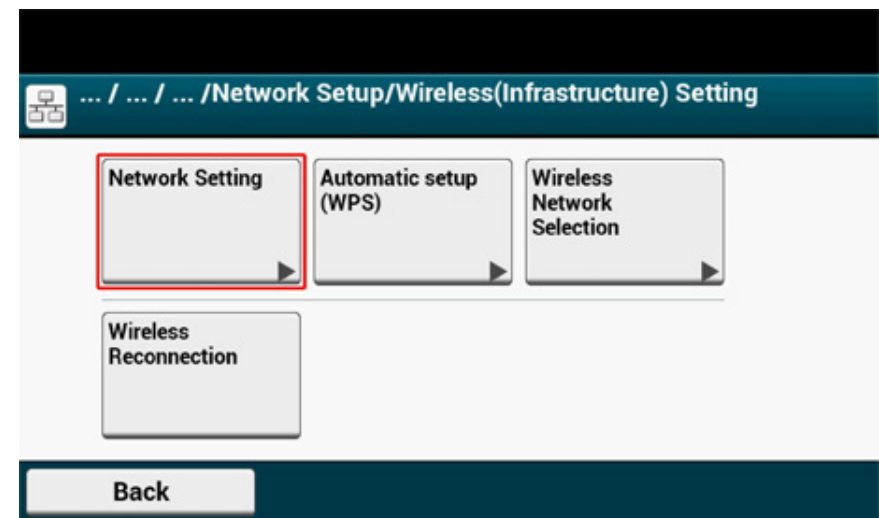 ... / ... / ... /Network Setup/Wireless(Infrastructure) Setting
Network Setting
Automatic setup
(WPS)
Wireless
Network
Selection
Wireless
Reconnection
Back